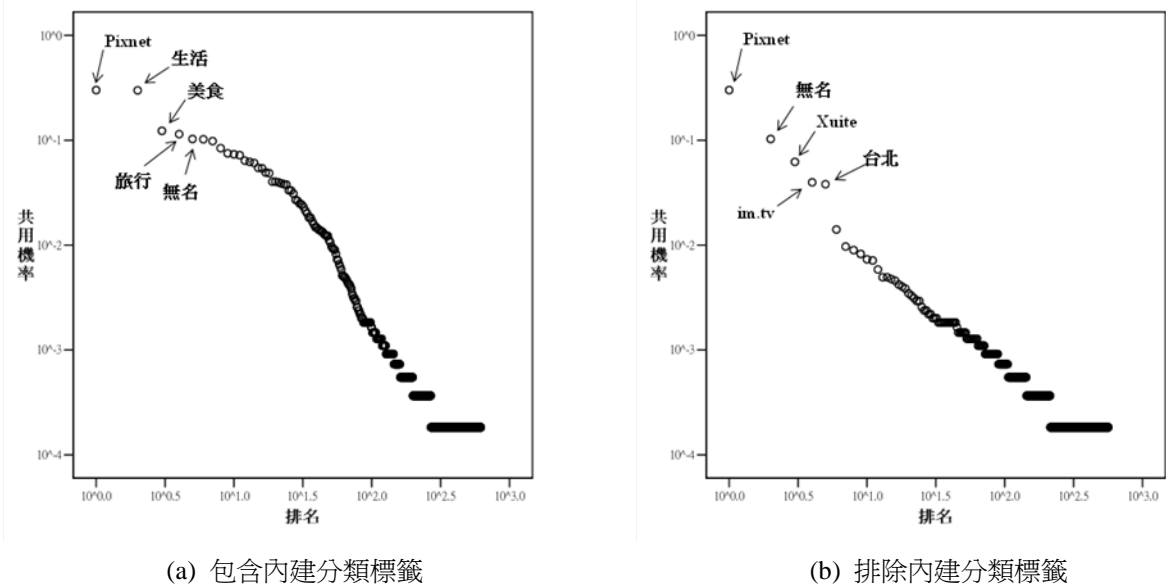 10^0.0
Pixnet
生活
美食
10^-1
旅行
無名
共用機率
10^-2
10^-3
10^-4
10^0.0
10^0.5
10^1.0
10^1.5
10^2.0
10^2.5
10^3.0
排名
(a) 包含內建分類標籤
10^0
Pixnet
無名
Xuite
10^-1
台北
im.tv
共用機率
10^-2
10^-3
10^-4
10^0.0
10^0.5
10^1.0
10^1.5
10^2.0
10^2.5
10^3.0
排名
(b) 排除內建分類標籤